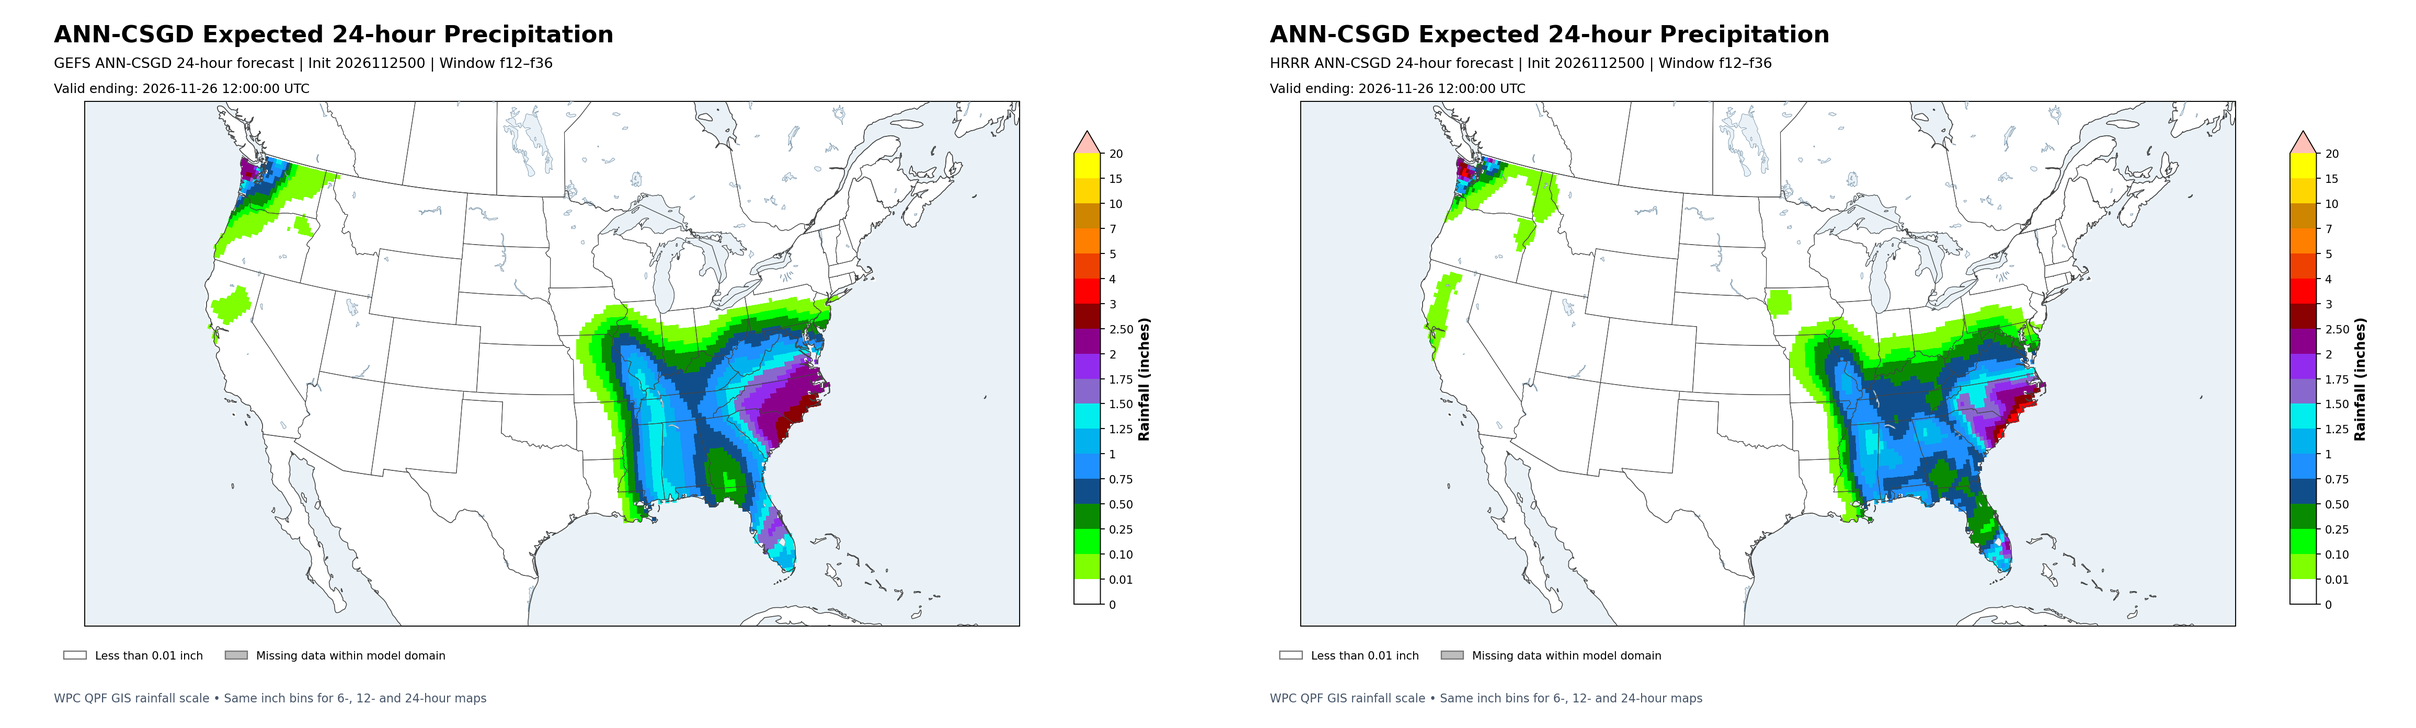 ANN-CSGD Expected 24-hour Precipitation
GEFS ANN-CSGD 24-hour forecast | Init 2026112500 | Window f12–f36
Valid ending: 2026-11-26 12:00:00 UTC
20
15
10
7
5
4
3
2.50
2
1.75
1.50
1.25
1
0.75
0.50
0.25
0.10
0.01
0
Rainfall (inches)
Less than 0.01 inch
Missing data within model domain
WPC QPF GIS rainfall scale • Same inch bins for 6-, 12- and 24-hour maps
ANN-CSGD Expected 24-hour Precipitation
HRRR ANN-CSGD 24-hour forecast | Init 2026112500 | Window f12–f36
Valid ending: 2026-11-26 12:00:00 UTC
20
15
10
7
5
4
3
2.50
2
1.75
1.50
1.25
1
0.75
0.50
0.25
0.10
0.01
0
Rainfall (inches)
Less than 0.01 inch
Missing data within model domain
WPC QPF GIS rainfall scale • Same inch bins for 6-, 12- and 24-hour maps